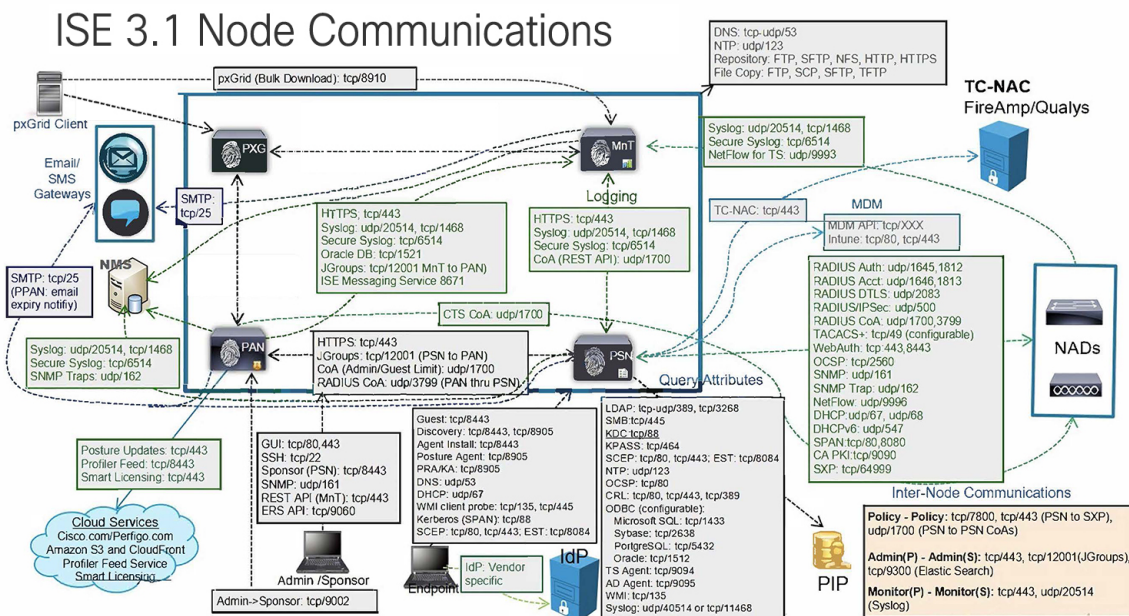 ISE 3.1 Node Communications
DNS: tcp-udp/53
NTP: udp/123
Repository: FTP, SFTP, NFS, HTTP, HTTPS
File Copy: FTP, SCP, SFTP, TFTP
pxGrid (Bulk Download): tcp/8910
pxGrid Client
TC-NAC
FireAmp/Qualys
PXG
MnT
Syslog: udp/20514, tcp/1468
Secure Syslog: tcp/6514
NetFlow for TS: udp/9993
Email/
SMS
Gateways
SMTP:
tcp/25
Logging
HTTPS, tcp/443
Syslog: udp/20514, tcp/1468
Secure Syslog: tcp/6514
Oracle DB: tcp/1521
JGroups: tcp/12001 MnT to PAN)
ISE Messaging Service 8671
HTTPS: tcp/443
Syslog: udp/20514, tcp/1468
Secure Syslog: tcp/6514
CoA (REST API): udp/1700
TC-NAC: tcp/443
MDM
MDM API: tcp/XXX
Intune: tcp/80, tcp/443
SMTP: tcp/25
(PPAN: email
expiry notifiy)
NMS
RADIUS Auth: udp/1645,1812
RADIUS Acct: udp/1646,1813
RADIUS DTLS: udp/2083
RADIUS/IPSec: udp/500
RADIUS CoA: udp/1700,3799
TACACS+: tcp/49 (configurable)
WebAuth: tcp:443,8443
OCSP: tcp/2560
SNMP: udp/161
SNMP Trap: udp/162
NetFlow: udp/9996
DHCP:udp/67, udp/68
DHCPv6: udp/547
SPAN:tcp/80,8080
CA PKI:tcp/9090
SXP: tcp/64999
NADs
CTS CoA: udp/1700
PAN
PSN
Syslog: udp/20514, tcp/1468
Secure Syslog: tcp/6514
SNMP Traps: udp/162
HTTPS: tcp/443
JGroups: tcp/12001 (PSN to PAN)
CoA (Admin/Guest Limit): udp/1700
RADIUS CoA: udp/3799 (PAN thru PSN)
Query Attributes
Posture Updates: tcp/443
Profiler Feed: tcp/8443
Smart Licensing: tcp/443
GUI: tcp/80,443
SSH: tcp/22
Sponsor (PSN): tcp/8443
SNMP: udp/161
REST API (MnT): tcp/443
ERS API: tcp/9060
Guest: tcp/8443
Discovery: tcp/8443, tcp/8905
Agent Install: tcp/8443
Posture Agent: tcp/8905
PRA/KA: tcp/8905
DNS: udp/53
DHCP: udp/67
WMI client probe: tcp/135, tcp/445
Kerberos (SPAN): tcp/88
SCEP: tcp/80, tcp/443; EST: tcp/8084
LDAP: tcp-udp/389, tcp/3268
SMB:tcp/445
KDC:tcp/88
KPASS: tcp/464
SCEP: tcp/80, tcp/443; EST: tcp/8084
NTP: udp/123
OCSP: tcp/80
CRL: tcp/80, tcp/443, tcp/389
ODBC (configurable):
Microsoft SQL: tcp/1433
Sybase: tcp/2638
PortgreSQL: tcp/5432
Oracle: tcp/1512
TS Agent: tcp/9094
AD Agent: tcp/9095
WMI: tcp/135
Syslog: udp/40514 or tcp/11468
Cloud Services
Cisco.com/Perfigo.com
Amazon S3 and CloudFront
Profiler Feed Service
Smart Licensing
Admin /Sponsor
Admin->Sponsor: tcp/9002
Endpoint
IdP: Vendor
specific
IdP
PIP
Inter-Node Communications
Policy - Policy: tcp/7800, tcp/443 (PSN to SXP),
udp/1700 (PSN to PSN CoAs)
Admin(P) - Admin(S): tcp/443, tcp/12001(JGroups),
tcp/9300 (Elastic Search)
Monitor(P) - Monitor(S): tcp/443, udp/20514
(Syslog)